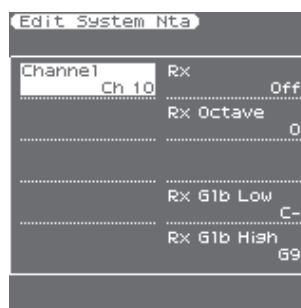 Edit System Nta
Channel
Ch 10
Rx
Off
Rx Octave
0
Rx Glb Low
C-
Rx Glb High
G9